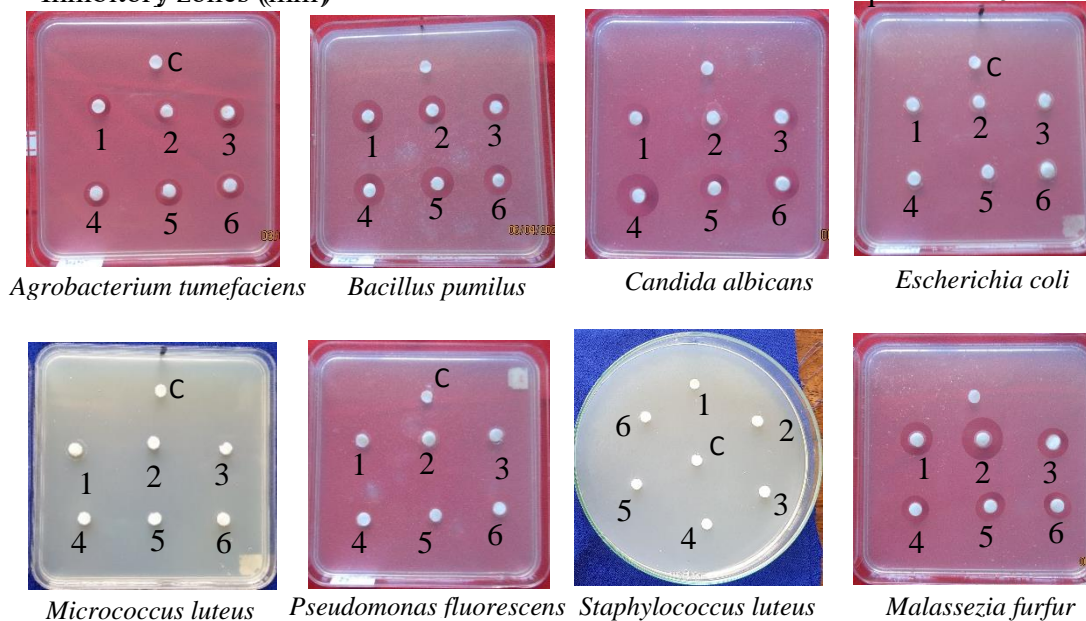 Inhibitory zones (mm)
C
1 2 3
4 5 6
Agrobacterium tumefaciens
1 2 3
4 5 6
Bacillus pumilus
1 2 3
4 5 6
Candida albicans
C
1 2 3
4 5 6
Escherichia coli
C
1 2 3
4 5 6
Micrococcus luteus
C
1 2 3
4 5 6
Pseudomonas fluorescens
1
6 2
C
5 3
4
Staphylococcus luteus
1 2 3
4 5 6
Malassezia furfur